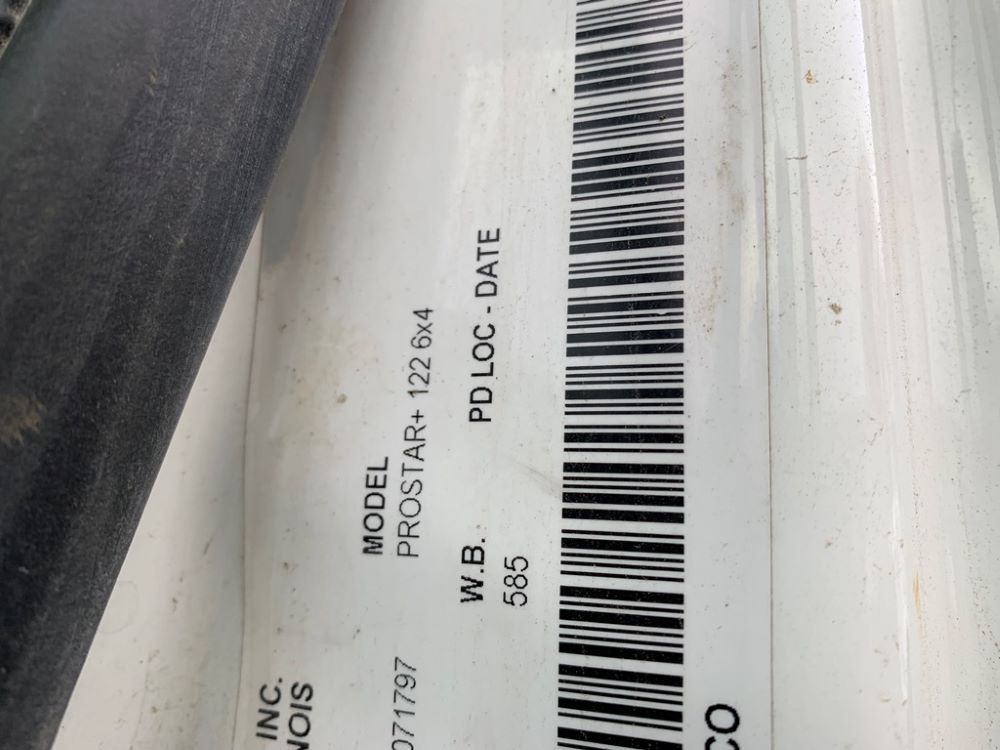 INC.
NOIS
MODEL
PROSTAR+ 122 6x4
071797
W.B.
PD LOC - DATE
585
CO